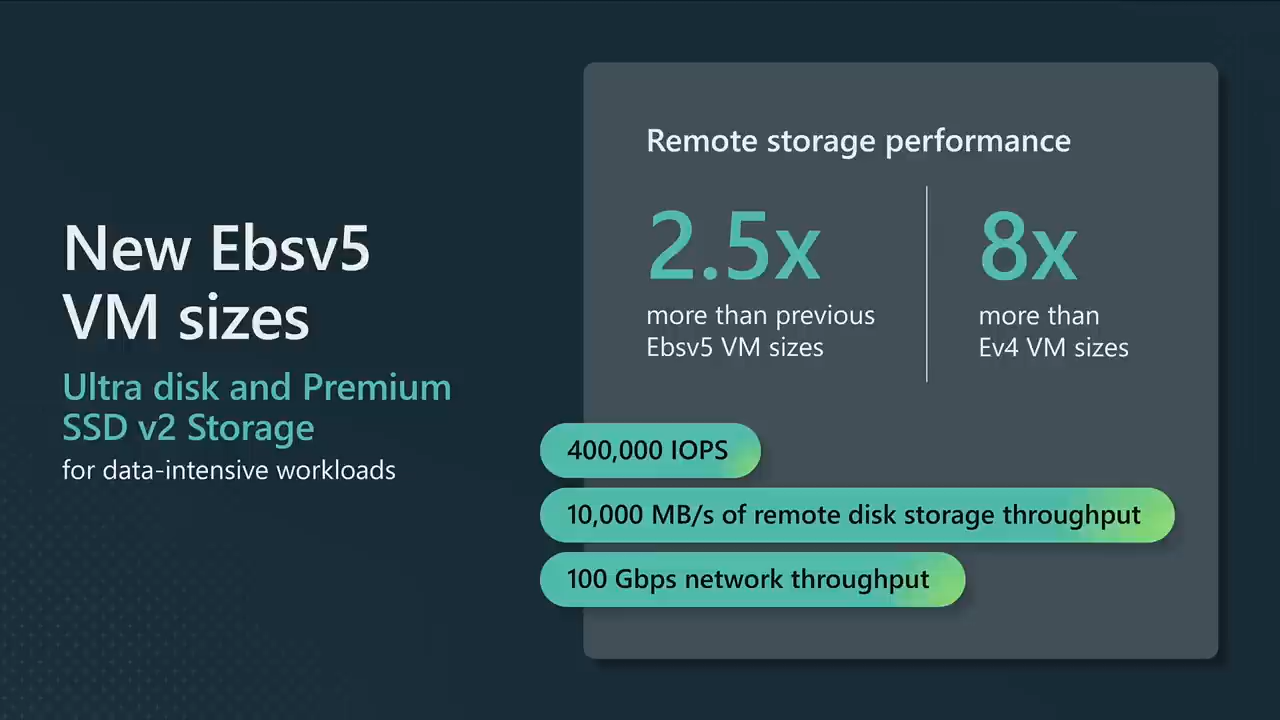 New Ebsv5
VM sizes
Ultra disk and Premium
SSD v2 Storage
for data-intensive workloads
Remote storage performance
2.5x
more than previous
Ebsv5 VM sizes
8x
more than
Ev4 VM sizes
400,000 IOPS
10,000 MB/s of remote disk storage throughput
100 Gbps network throughput